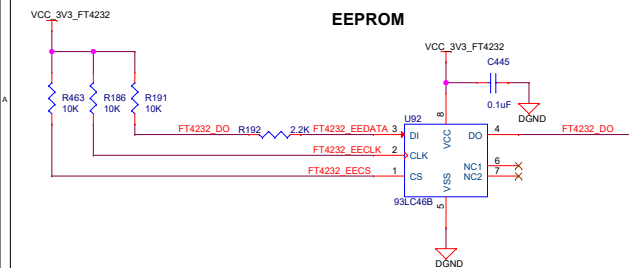 EEPROM
VCC_3V3_FT4232
VCC_3V3_FT4232
C445
0.1uF
DGND
R463
10K
R186
10K
R191
10K
A
U92
FT4232_DO
R192
2.2K
FT4232_EEDATA
3
DI
8
VCC
DO
4
FT4232_DO
FT4232_EECLK
2
CLK
NC1
6
FT4232_EECS
1
CS
NC2
7
VSS
5
93LC46B
DGND